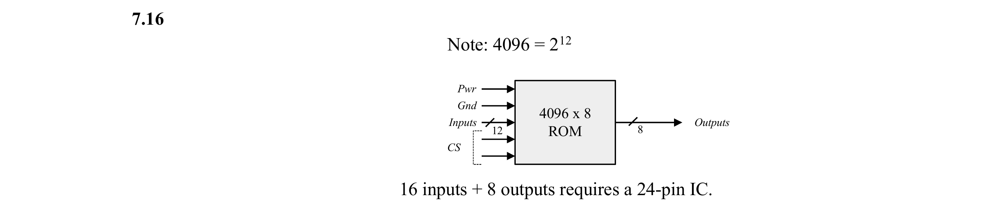 7.16
Note: 4096 = 2¹²
Pwr
Gnd
Inputs
12
CS
4096 x 8
ROM
8
Outputs
16 inputs + 8 outputs requires a 24-pin IC.